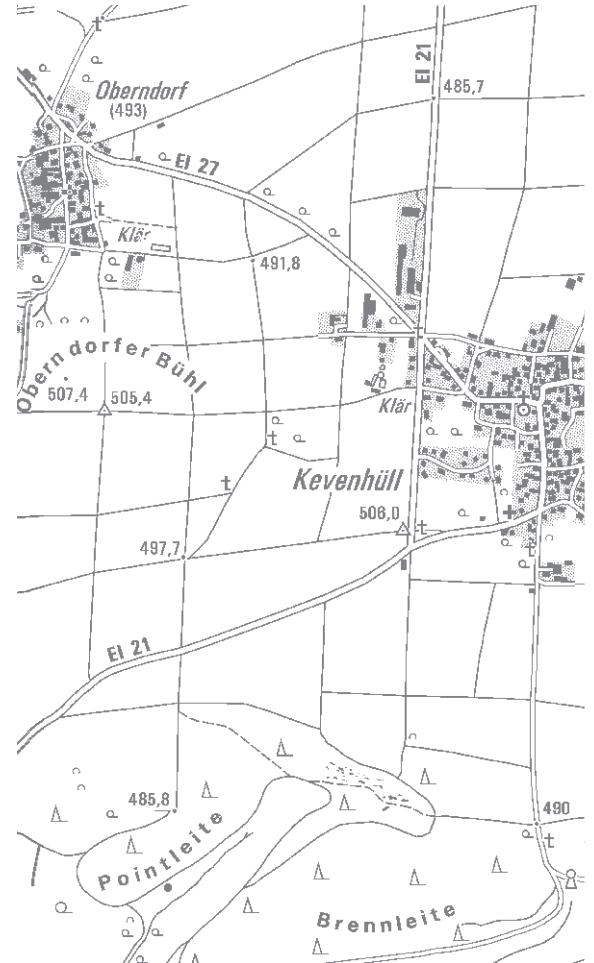 EI 21
485,7
Oberndorf
(493)
EI 27
Klär
491,8
Oberndorfer Bühl
507,4
505,4
Klär
Kevenhüll
506,0
497,7
EI 21
485,8
490
Pointleite
Brennleite